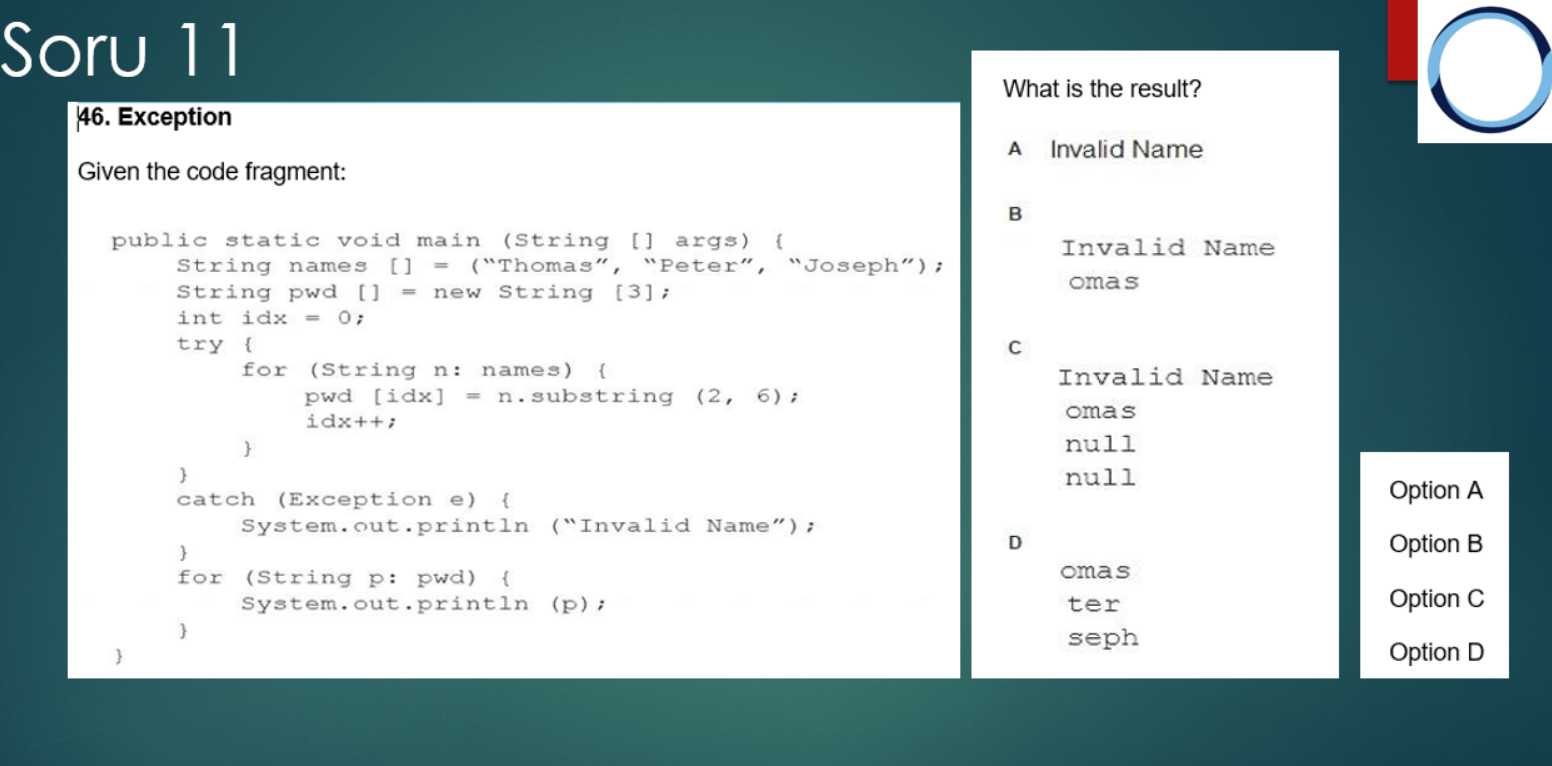 Soru 11
46. Exception
Given the code fragment:
public static void main (String [] args) {
String names [] = (“Thomas”, “Peter”, “Joseph”);
String pwd [] = new String [3];
int idx = 0;
try {
for (String n: names) {
pwd [idx] = n.substring (2, 6);
idx++;
}
}
catch (Exception e) {
System.out.println (“Invalid Name”);
}
for (String p: pwd) {
System.out.println (p);
}
}
What is the result?
A Invalid Name
B
Invalid Name
omas
C
Invalid Name
omas
null
null
D
omas
ter
seph
Option A
Option B
Option C
Option D